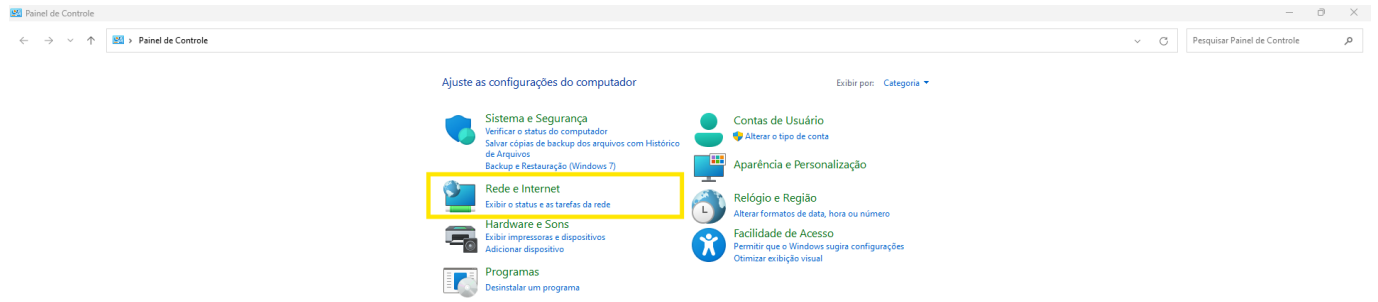 Painel de Controle
Painel de Controle
Pesquisar Painel de Controle
Ajuste as configurações do computador
Exibir por: Categoria
Sistema e Segurança
Verificar o status do computador
Salvar cópias de backup dos arquivos com Histórico
de Arquivos
Backup e Restauração (Windows 7)
Rede e Internet
Exibir o status e as tarefas da rede
Hardware e Sons
Exibir impressoras e dispositivos
Adicionar dispositivo
Programas
Desinstalar um programa
Contas de Usuário
Alterar o tipo de conta
Aparência e Personalização
Relógio e Região
Alterar formatos de data, hora ou número
Facilidade de Acesso
Permitir que o Windows sugira configurações
Otimizar exibição visual